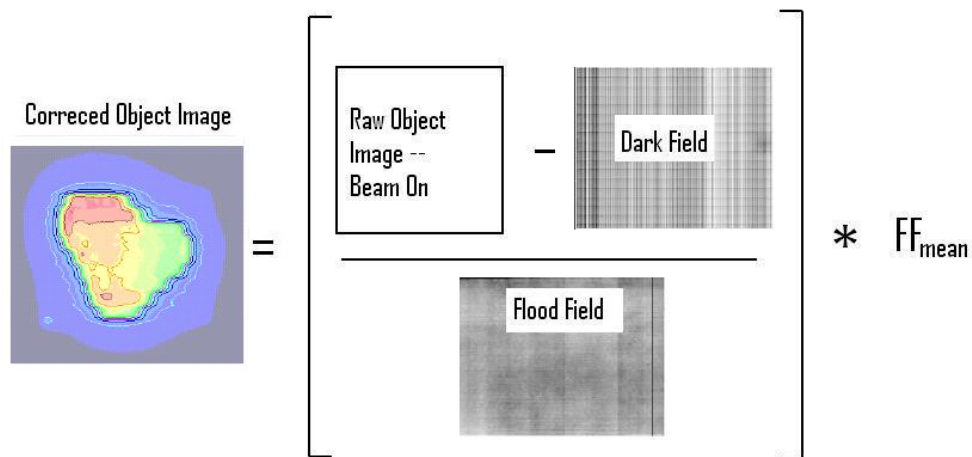 Correced Object Image
=
Raw Object
Image --
Beam On
–
Dark Field
Flood Field
* FFmean